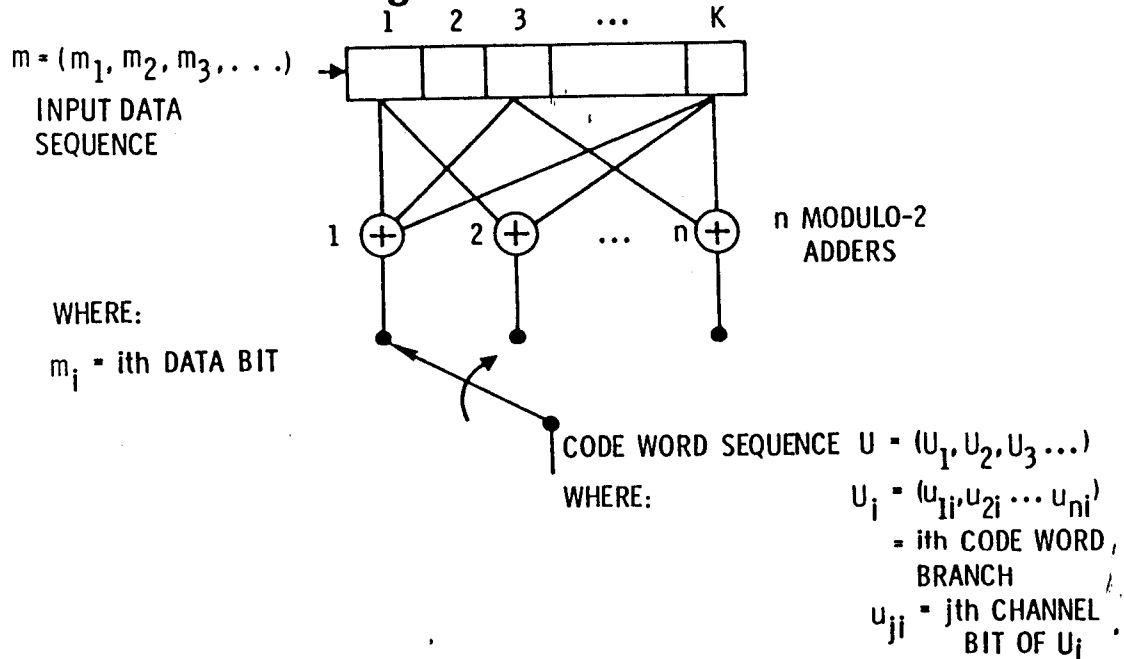 1 2 3 ... K
m = (m1, m2, m3, . . .)
INPUT DATA
SEQUENCE
1 + 2 + ... n +
n MODULO-2
ADDERS
WHERE:
mi = ith DATA BIT
CODE WORD SEQUENCE U = (U1, U2, U3 ...)
WHERE:
Ui = (u1i, u2i ... uni)
= ith CODE WORD
BRANCH
uji = jth CHANNEL
BIT OF Ui